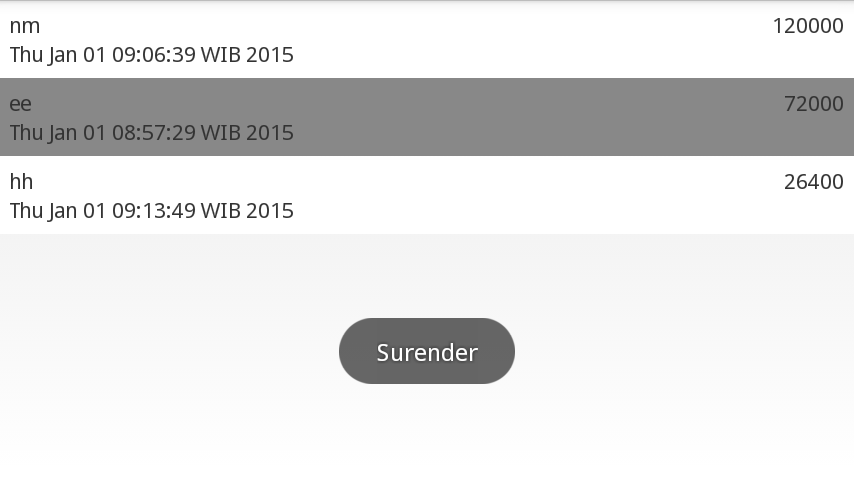 nm 120000
Thu Jan 01 09:06:39 WIB 2015
ee 72000
Thu Jan 01 08:57:29 WIB 2015
hh 26400
Thu Jan 01 09:13:49 WIB 2015
Surender